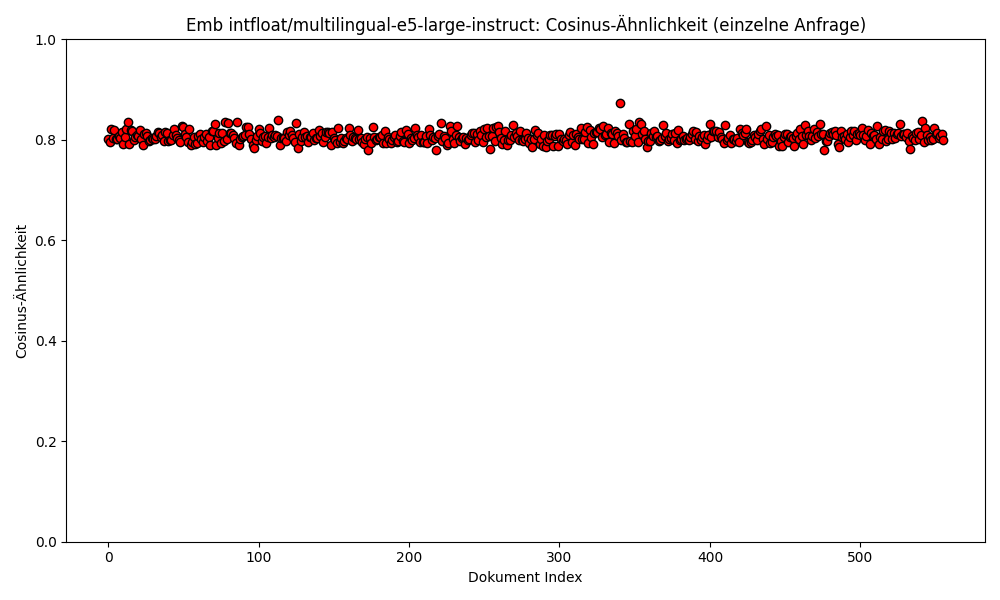 Emb intfloat/multilingual-e5-large-instruct: Cosinus-Ähnlichkeit (einzelne Anfrage)
1.0
0.8
0.6
0.4
0.2
0.0
Cosinus-Ähnlichkeit
0 100 200 300 400 500
Dokument Index